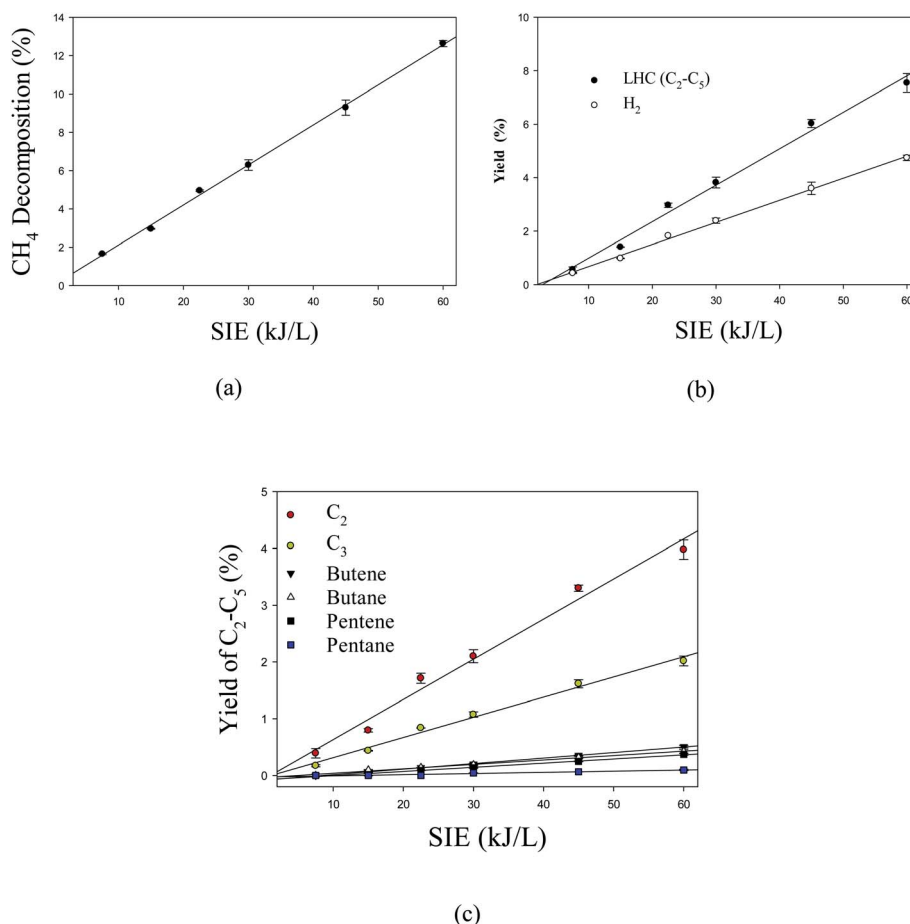 14
12
10
8
6
4
2
0
CH4 Decomposition (%)
10 20 30 40 50 60
SIE (kJ/L)
(a)
10
8
6
4
2
0
Yield (%)
LHC (C2-C5)
H2
10 20 30 40 50 60
SIE (kJ/L)
(b)
5
4
3
2
1
0
Yield of C2-C5 (%)
C2
C3
Butene
Butane
Pentene
Pentane
10 20 30 40 50 60
SIE (kJ/L)
(c)